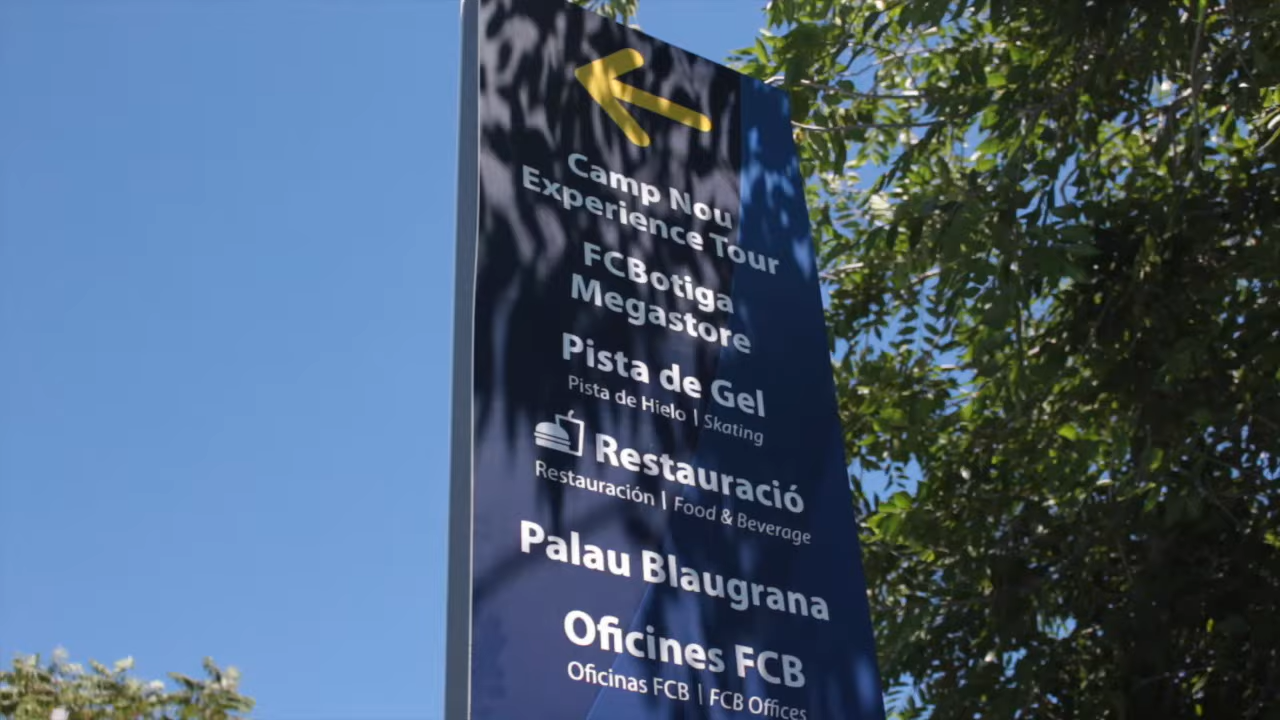 Camp Nou
Experience Tour
FCBotiga
Megastore
Pista de Gel
Pista de Hielo | Skating
Restauració
Restauración | Food & Beverage
Palau Blaugrana
Oficines FCB
Oficinas FCB | FCB Offices